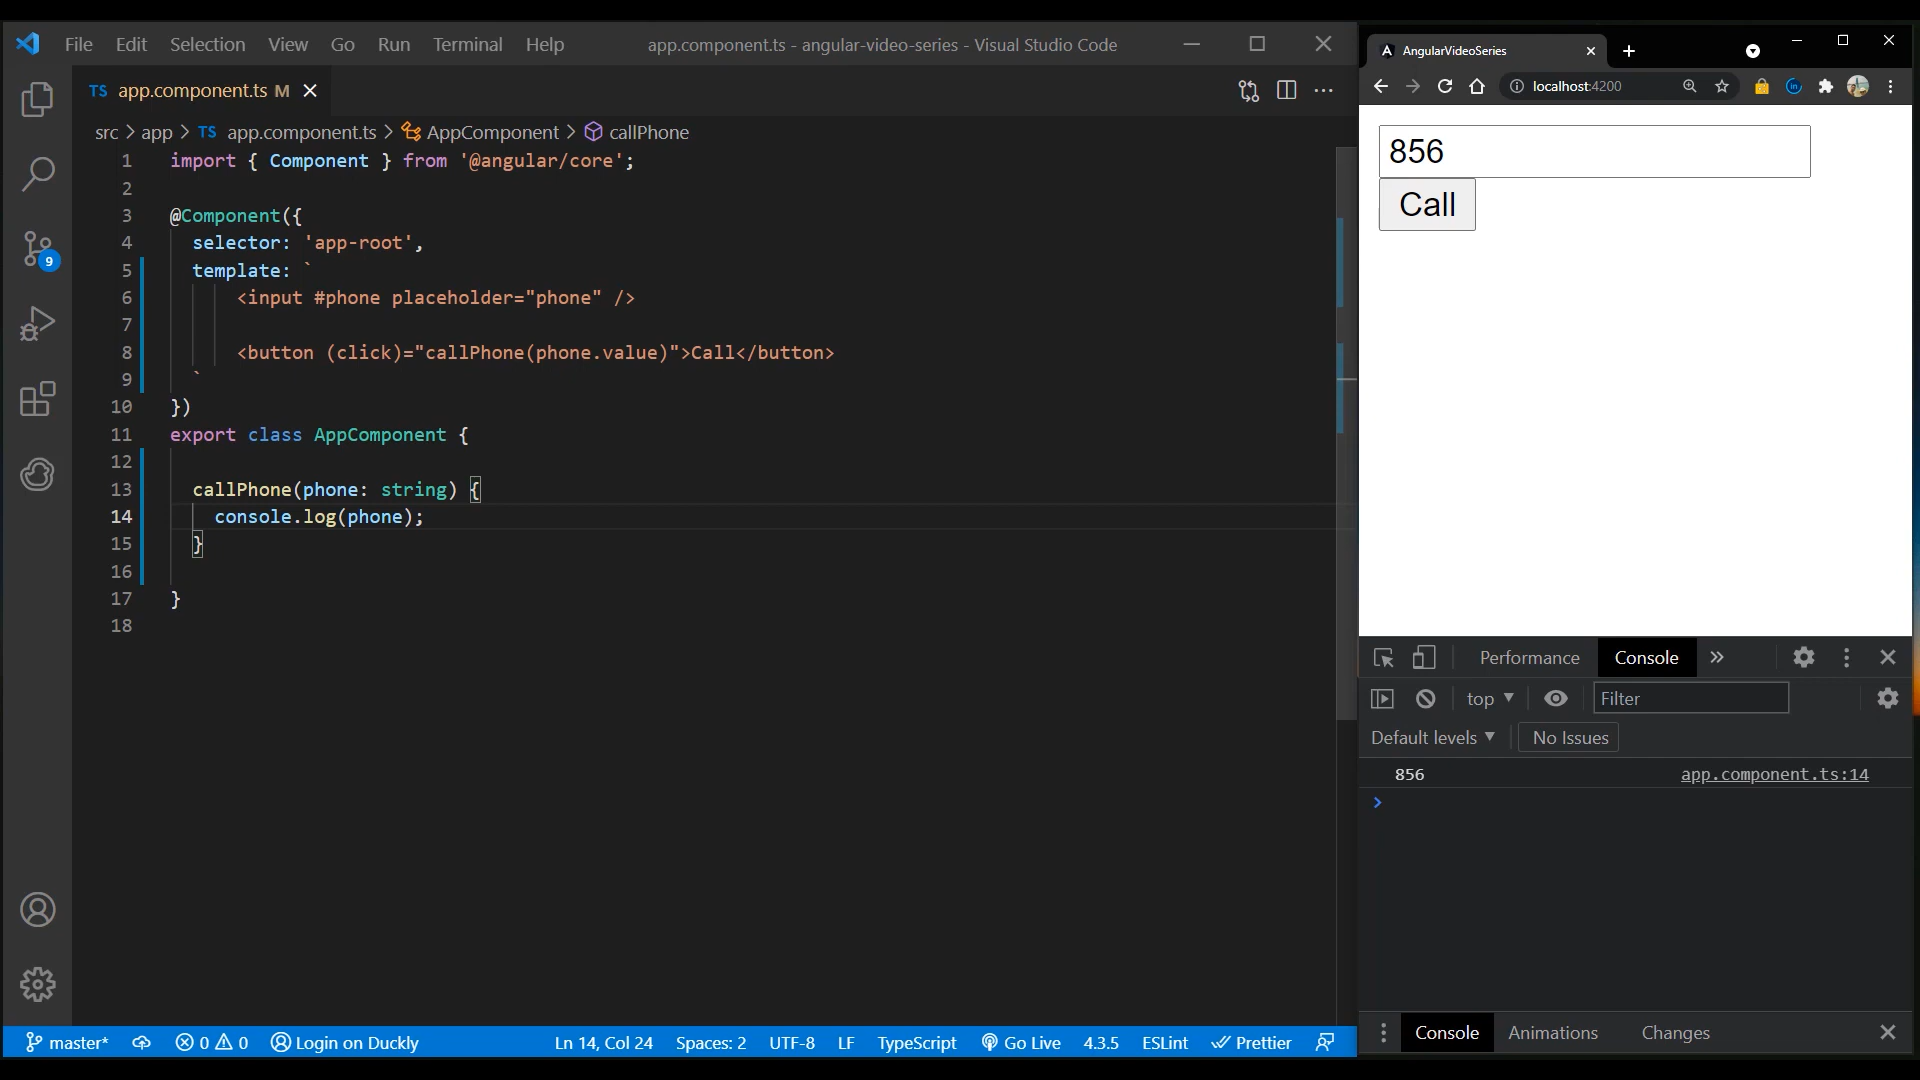 File Edit Selection View Go Run Terminal Help app.component.ts - angular-video-series - Visual Studio Code
TS app.component.ts M
src > app > TS app.component.ts > AppComponent > callPhone
1 import { Component } from '@angular/core';
2
3 @Component({
4 selector: 'app-root',
5 template: `
6 <input #phone placeholder="phone" />
7
8 <button (click)="callPhone(phone.value)">Call</button>
9 `
10 })
11 export class AppComponent {
12
13 callPhone(phone: string) {
14 console.log(phone);
15 }
16
17 }
18
9
master* 0 0 Login on Duckly Ln 14, Col 24 Spaces: 2 UTF-8 LF TypeScript Go Live 4.3.5 ESLint Prettier
AngularVideoSeries
localhost:4200
856
Call
Performance Console
top Filter
Default levels No Issues
856 app.component.ts:14
Console Animations Changes